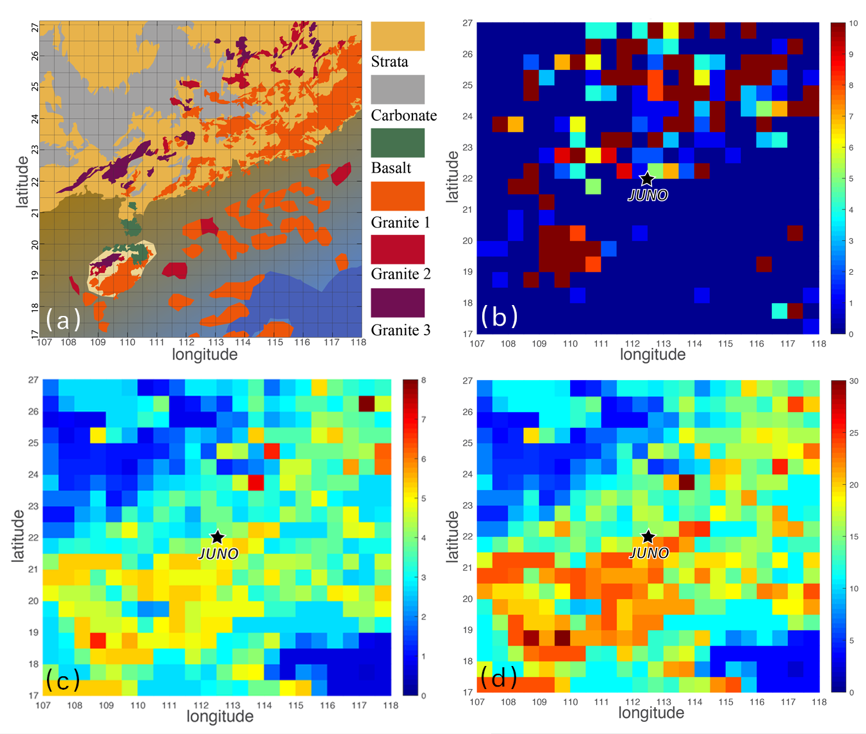 27
26
25
24
23
22
21
20
19
18
17
latitude
107 108 109 110 111 112 113 114 115 116 117 118
longitude
(a)
Strata
Carbonate
Basalt
Granite 1
Granite 2
Granite 3
27
26
25
24
23
22
21
20
19
18
17
latitude
JUNO
(b)
107 108 109 110 111 112 113 114 115 116 117 118
longitude
10
9
8
7
6
5
4
3
2
1
0
27
26
25
24
23
22
21
20
19
18
17
latitude
JUNO
(c)
107 108 109 110 111 112 113 114 115 116 117 118
longitude
8
7
6
5
4
3
2
1
0
27
26
25
24
23
22
21
20
19
18
17
latitude
JUNO
(d)
107 108 109 110 111 112 113 114 115 116 117 118
longitude
30
25
20
15
10
5
0